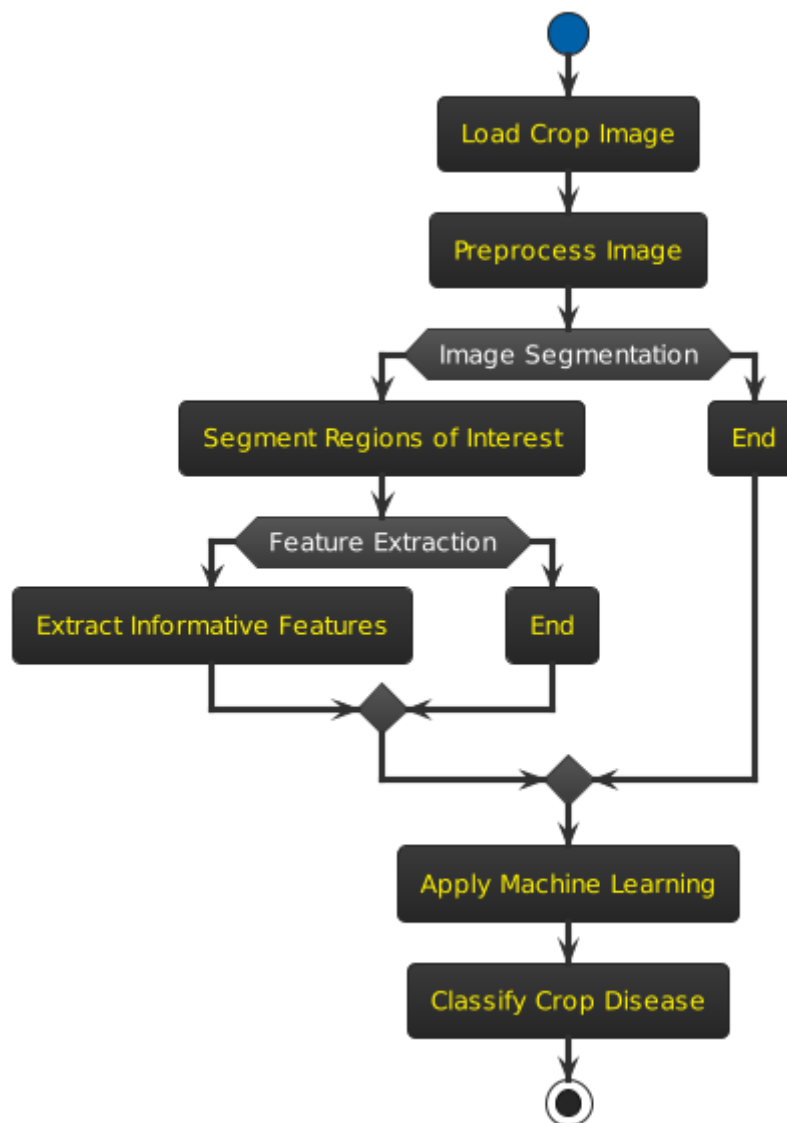 Load Crop Image
Preprocess Image
Image Segmentation
Segment Regions of Interest
End
Feature Extraction
Extract Informative Features
End
Apply Machine Learning
Classify Crop Disease